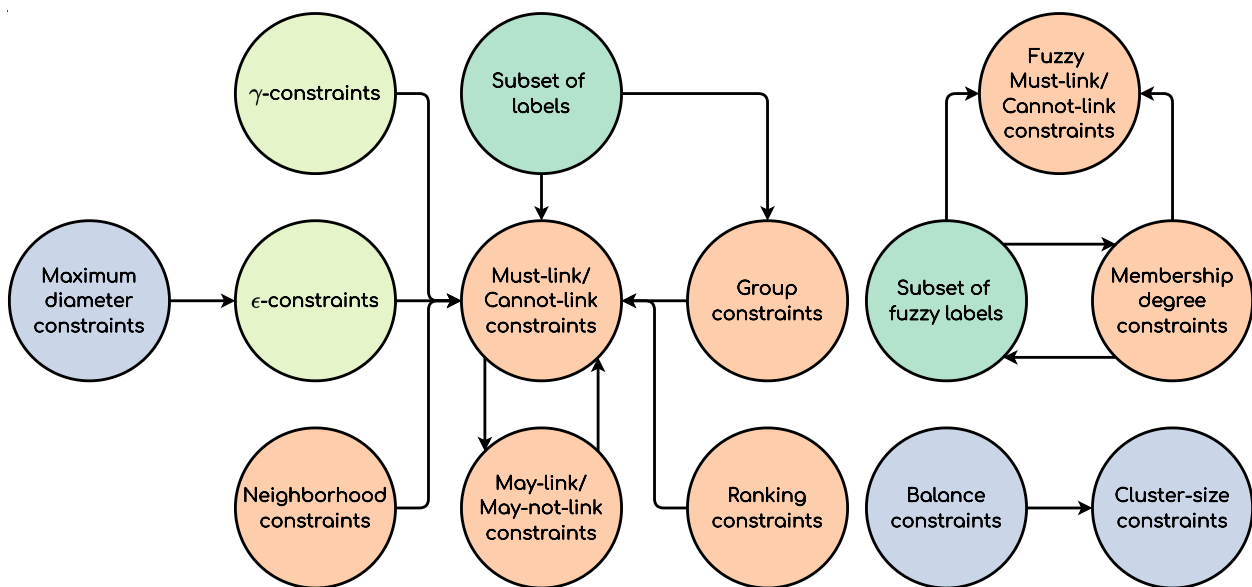 γ-constraints
Subset of
labels
Fuzzy
Must-link/
Cannot-link
constraints
Maximum
diameter
constraints
ϵ-constraints
Must-link/
Cannot-link
constraints
Group
constraints
Subset of
fuzzy labels
Membership
degree
constraints
Neighborhood
constraints
May-link/
May-not-link
constraints
Ranking
constraints
Balance
constraints
Cluster-size
constraints